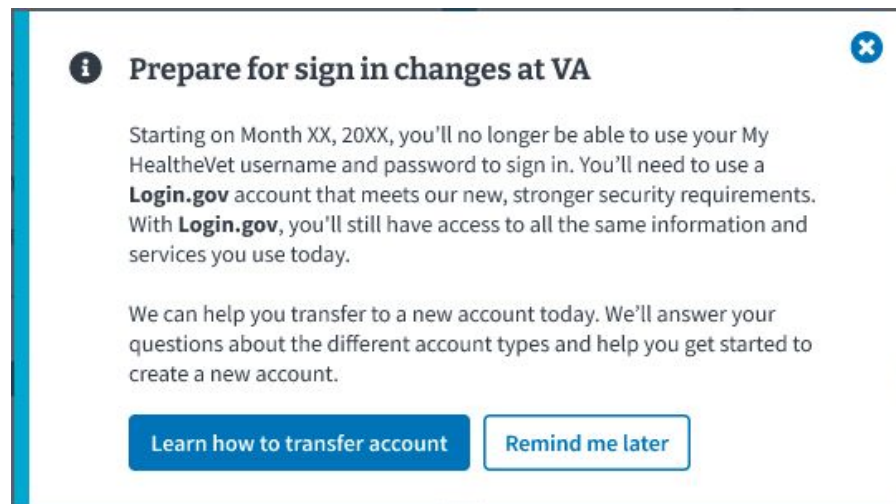 Prepare for sign in changes at VA
Starting on Month XX, 20XX, you’ll no longer be able to use your My
HealtheVet username and password to sign in. You’ll need to use a
Login.gov account that meets our new, stronger security requirements.
With Login.gov, you'll still have access to all the same information and
services you use today.
We can help you transfer to a new account today. We’ll answer your
questions about the different account types and help you get started to
create a new account.
Learn how to transfer account
Remind me later